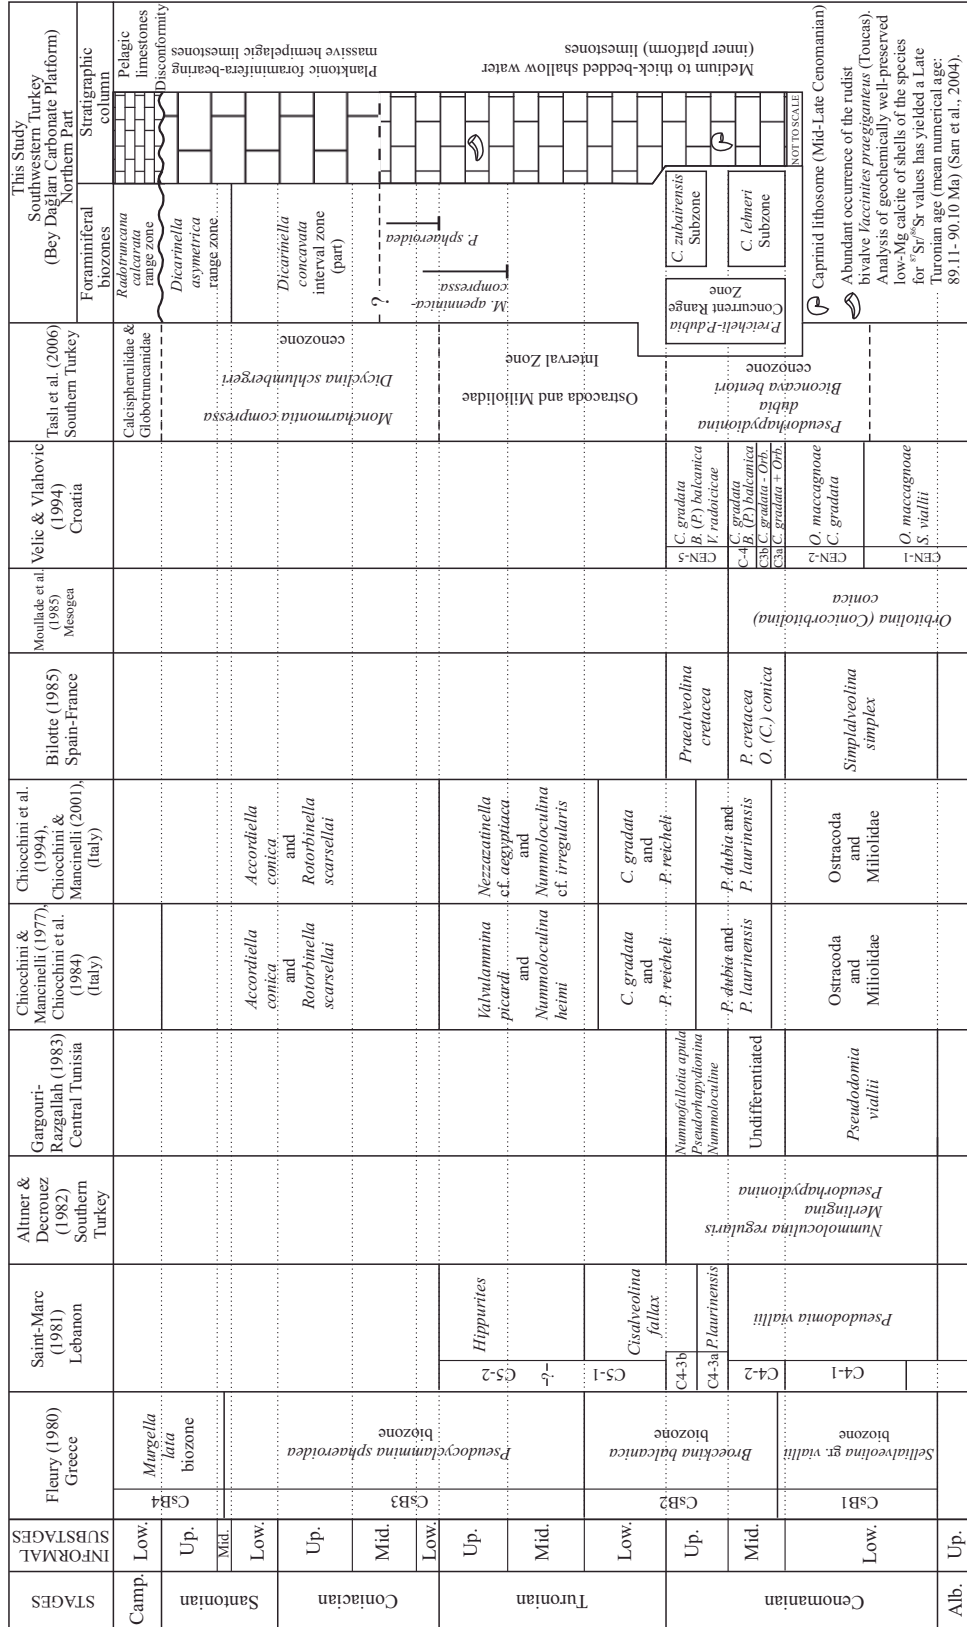 STAGES
Camp.
Santonian
Coniacian
Turonian
Cenomanian
Alb.
INFORMAL
SUBSTAGES
Low.
Up.
Mid.
Low.
Up.
Mid.
Low.
Up.
Mid.
Low.
Up.
Mid.
Low.
Up.
Fleury (1980)
Greece
CsB4
Murgella
lata
biozone
CsB3
Pseudocyclammina sphaeroidea
biozone
CsB2
Broeckina balcanica
biozone
CsB1
Sellialveolina gr. viallii
biozone
Saint-Marc
(1981)
Lebanon
C5-2
-?-
C5-1
C4-3b
C4-3a
C4-2
C4-1
Hippurites
Cisalveolina
fallax
P.laurinensis
Pseudomia viallii
Altıner &
Decrouez
(1982)
Southern
Turkey
Nummoloculina regularis
Merlingina
Pseudorhapydionina
Gargouri-
Razgallah (1983)
Central Tunisia
Nummofallotia apula
Pseudorhapydionina
Nummoloculine
Undifferentiated
Pseudodomia
viallii
Chiocchini &
Mancinelli (1977),
Chiocchini et al.
(1984)
(Italy)
Accordiella
conica
and
Rotorbinella
scarsellai
Valvulammina
picardi
and
Nummoloculina
heimi
C. gradata
and
P. reicheli
P. dubia and
P. laurinensis
Ostracoda
and
Miliolidae
Chiocchini et al.
(1994),
Chiocchini &
Mancinelli (2001),
(Italy)
Accordiella
conica
and
Rotorbinella
scarsellai
Nezzazatinella
cf. aegyptiaca
and
Nummoloculina
cf. irregularis
C. gradata
and
P. reicheli
P. dubia and
P. laurinensis
Ostracoda
and
Miliolidae
Bilotte (1985)
Spain-France
Praealveolina
cretacea
P. cretacea
O. (C.) conica
Simplalveolina
simplex
Moullade et al.
(1985)
Mesogea
Orbitolina (Conicorbitolina)
conica
Velic & Vlahovic
(1994)
Croatia
CEN-5
C. gradata
B. (P.) balcanica
V. radoicicae
C-4
C. gradata
B. (P.) balcanica
C3b
C. gradata - Orb.
C3a
C. gradata + Orb.
CEN-2
O. maccagnoae
C. gradata
CEN-1
O. maccagnoae
S. viallii
Taslı et al. (2006)
Southern Turkey
Calcispherulidae &
Globotruncanidae
Moncharmontia compressa
Dicyclina schlumbergeri
cenozone
Ostracoda and Miliolidae
Interval Zone
Pseudorhapydionina
dubia
Biconcava bentori
cenozone
This Study
Southwestern Turkey
(Bey Dağları Carbonate Platform)
Northern Part
Foraminiferal
biozones
Radotruncana
calcarata
range zone
Dicarinella
asymetrica
range zone
Dicarinella
concavata
interval zone
(part)
?
M. apenninica-
compressa
P. sphaeroidea
P.reicheli-P.dubia
Concurrent Range
Zone
C. zubairensis
Subzone
C. lehmeri
Subzone
Stratigraphic
column
NOT TO SCALE
Pelagic
limestones
Disconformity
Planktonic foraminifera-bearing
massive hemipelagic limestones
Medium to thick-bedded shallow water
(inner platform) limestones
Caprinid lithosome (Mid-Late Cenomanian)
Abundant occurrence of the rudist
bivalve Vaccinites praegiganteus (Toucas).
Analysis of geochemically well-preserved
low-Mg calcite of shells of the species
for 87Sr/86Sr values has yielded a Late
Turonian age (mean numerical age:
89.11- 90.10 Ma) (Sarı et al., 2004).